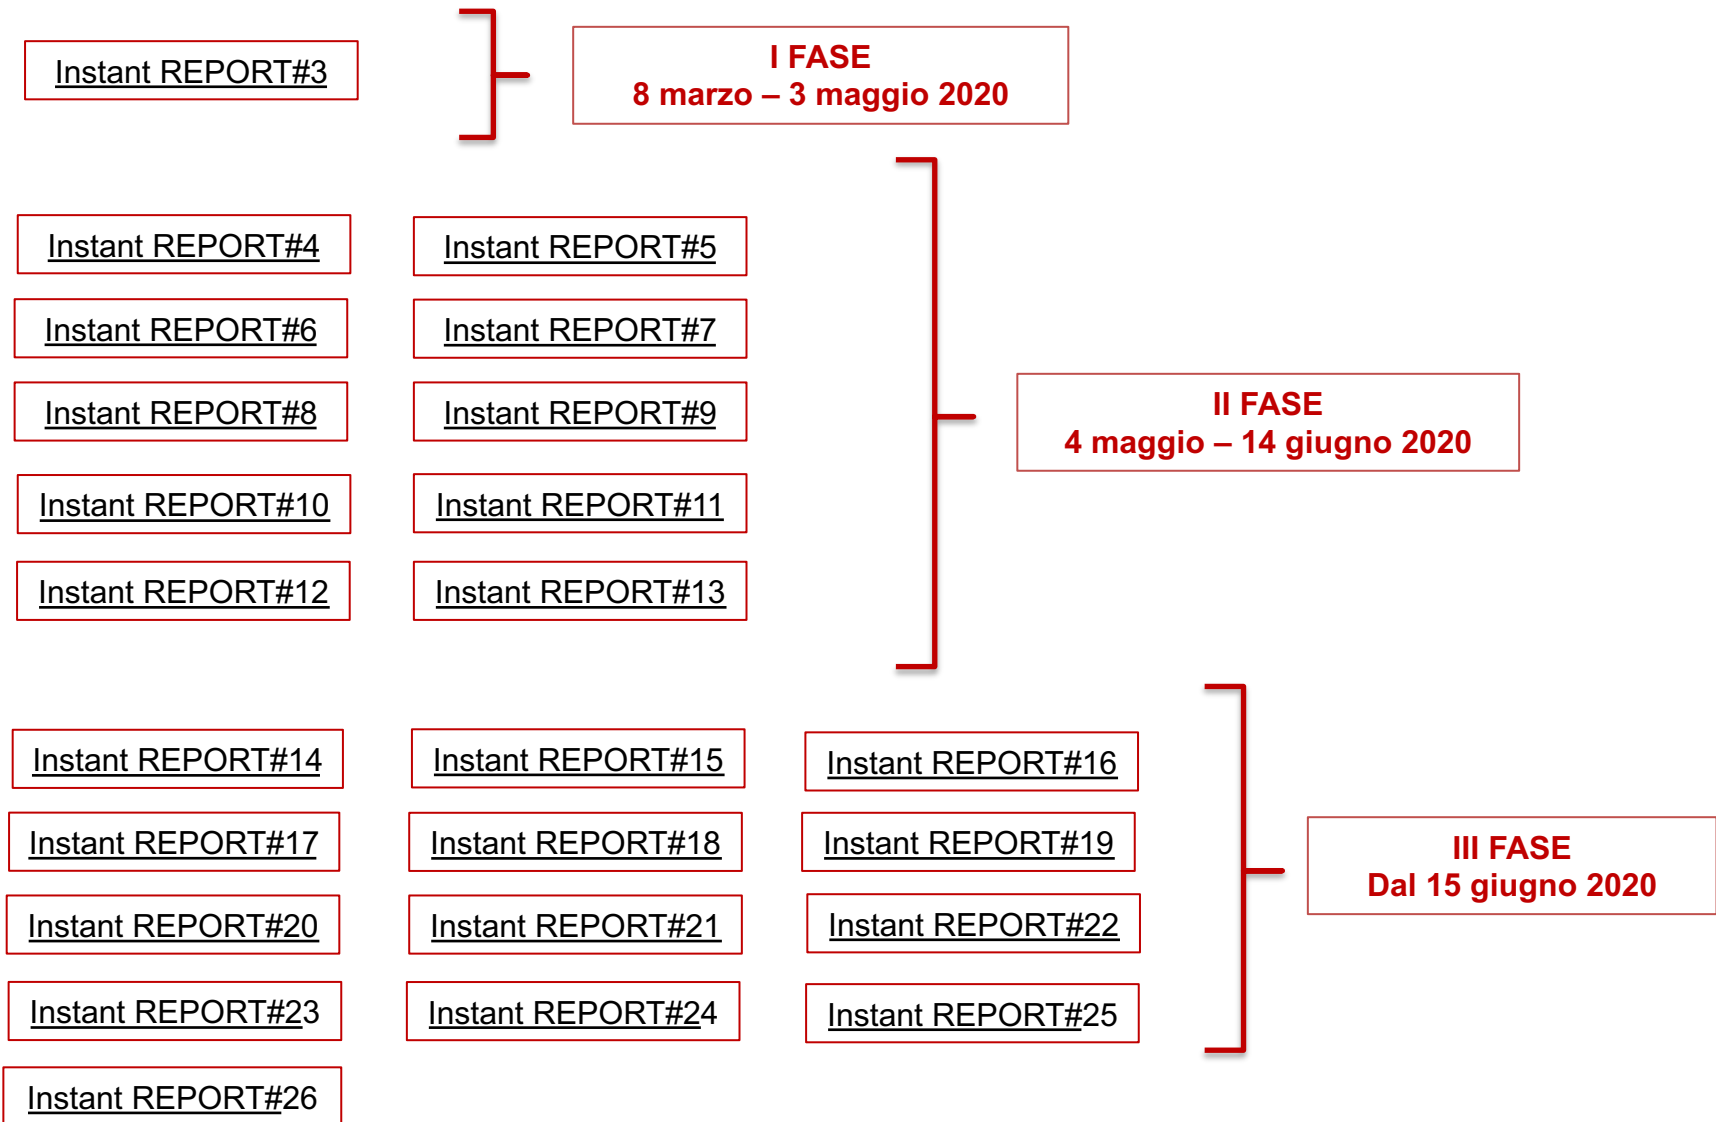 Instant REPORT#3
I FASE
8 marzo – 3 maggio 2020
Instant REPORT#4
Instant REPORT#5
Instant REPORT#6
Instant REPORT#7
Instant REPORT#8
Instant REPORT#9
II FASE
4 maggio – 14 giugno 2020
Instant REPORT#10
Instant REPORT#11
Instant REPORT#12
Instant REPORT#13
Instant REPORT#14
Instant REPORT#15
Instant REPORT#16
Instant REPORT#17
Instant REPORT#18
Instant REPORT#19
III FASE
Dal 15 giugno 2020
Instant REPORT#20
Instant REPORT#21
Instant REPORT#22
Instant REPORT#23
Instant REPORT#24
Instant REPORT#25
Instant REPORT#26